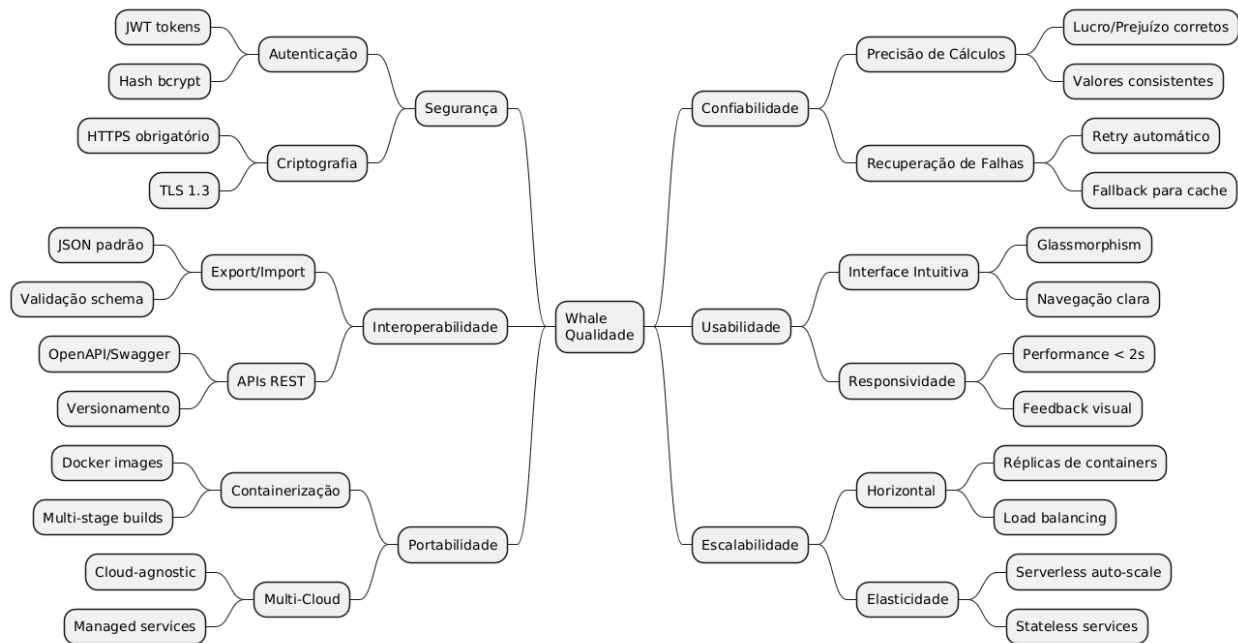 Whale
Qualidade
Segurança
Autenticação
JWT tokens
Hash bcrypt
Criptografia
HTTPS obrigatório
TLS 1.3
Interoperabilidade
Export/Import
JSON padrão
Validação schema
APIs REST
OpenAPI/Swagger
Versionamento
Portabilidade
Containerização
Docker images
Multi-stage builds
Multi-Cloud
Cloud-agnostic
Managed services
Confiabilidade
Precisão de Cálculos
Lucro/Prejuízo corretos
Valores consistentes
Recuperação de Falhas
Retry automático
Fallback para cache
Usabilidade
Interface Intuitiva
Glassmorphism
Navegação clara
Responsividade
Performance < 2s
Feedback visual
Escalabilidade
Horizontal
Réplicas de containers
Load balancing
Elasticidade
Serverless auto-scale
Stateless services